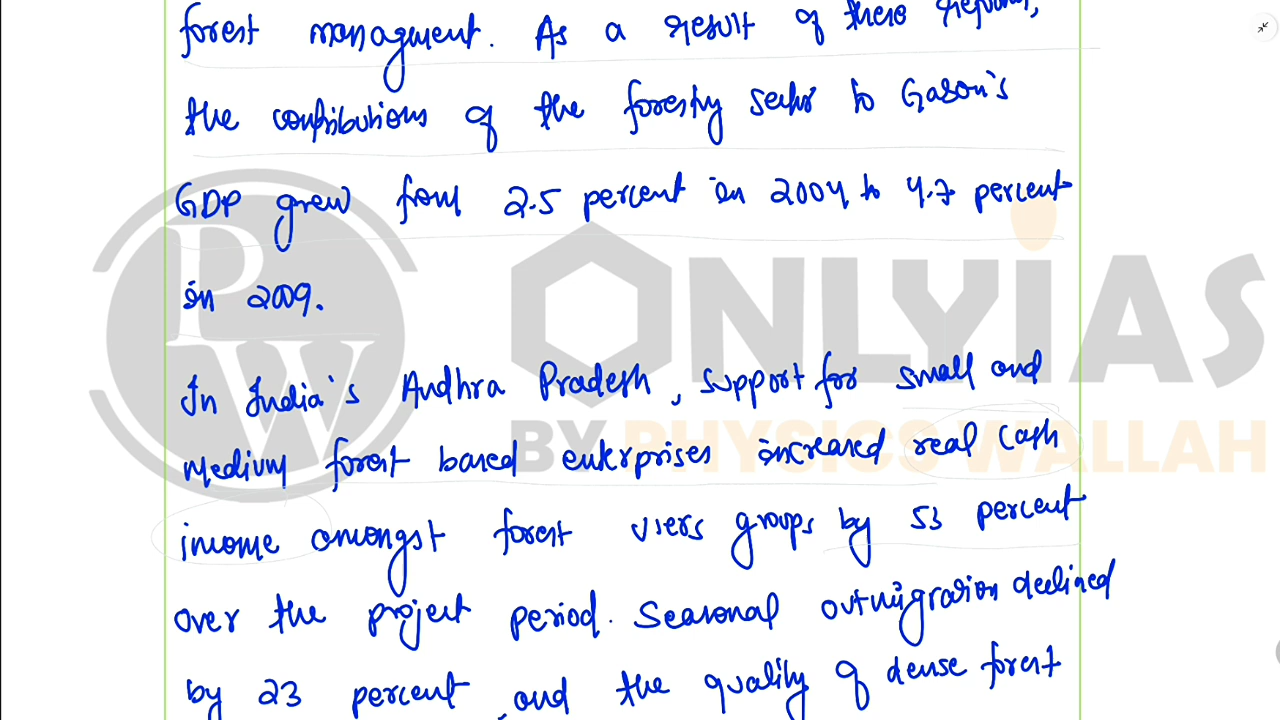 forest managment. As a result of these reforms,
the contributions of the forestry sector to Gabon's
GDP grew from 2.5 percent in 2004 to 4.7 percent
in 2009.
In India's Andhra Pradesh, support for small and
medium forest based enterprises increased real cash
income amongst forest users groups by 53 percent
over the project period. Seasonal outmigration declined
by 23 percent, and the quality of dense forest
PW ONLYIAS
BY PHYSICS WALLAH